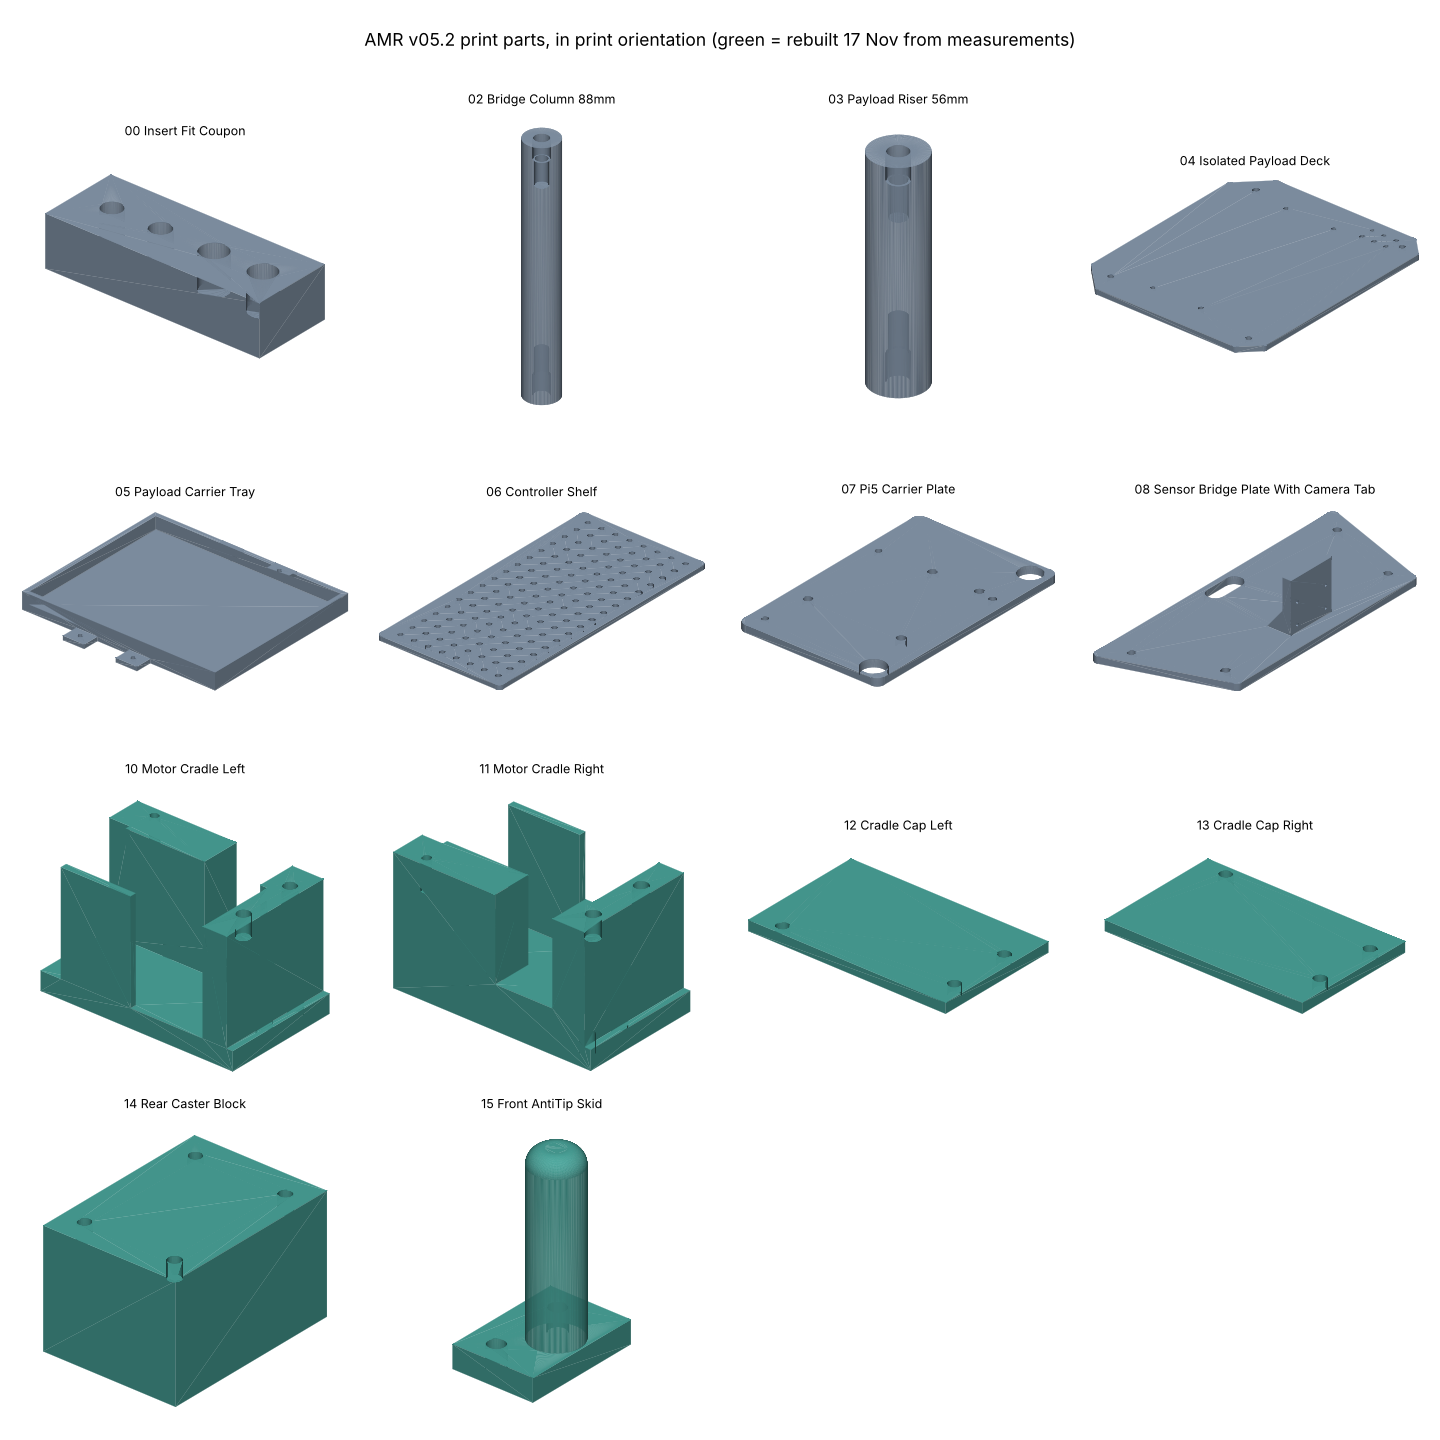 AMR v05.2 print parts, in print orientation (green = rebuilt 17 Nov from measurements)
00 Insert Fit Coupon
02 Bridge Column 88mm
03 Payload Riser 56mm
04 Isolated Payload Deck
05 Payload Carrier Tray
06 Controller Shelf
07 Pi5 Carrier Plate
08 Sensor Bridge Plate With Camera Tab
10 Motor Cradle Left
11 Motor Cradle Right
12 Cradle Cap Left
13 Cradle Cap Right
14 Rear Caster Block
15 Front AntiTip Skid